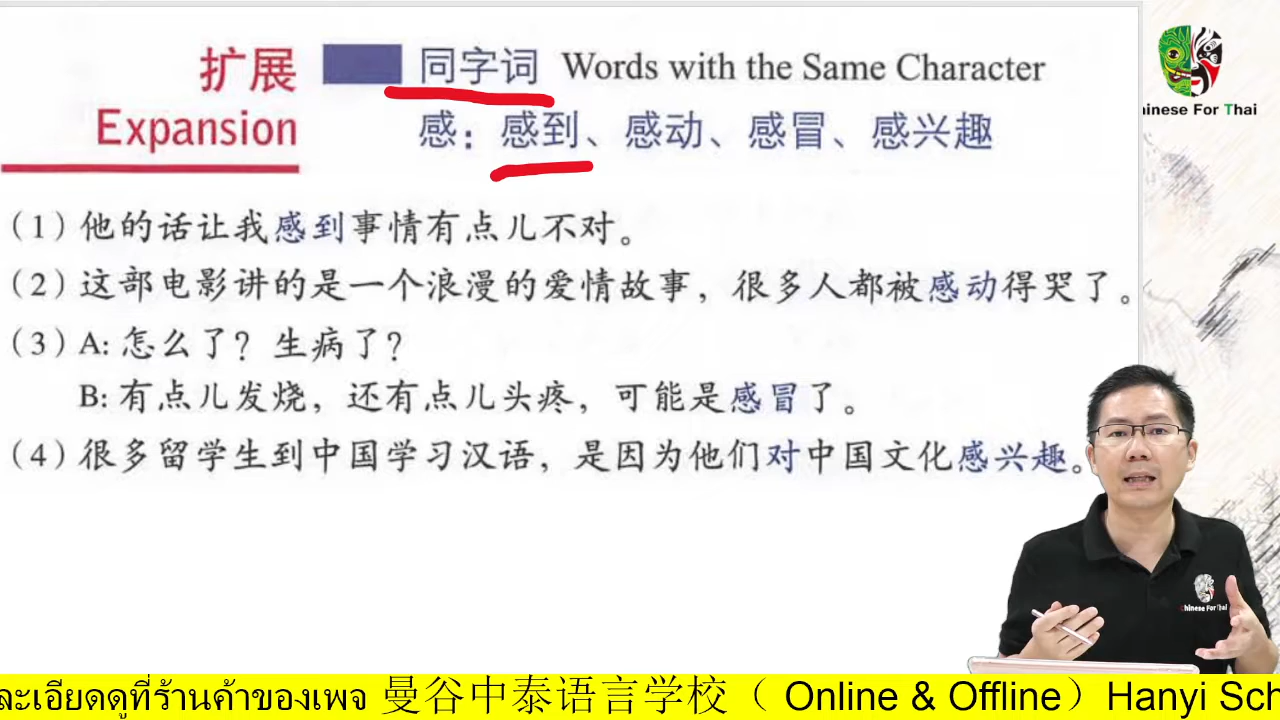 扩展
Expansion
同字词 Words with the Same Character
感：感到、感动、感冒、感兴趣
（1）他的话让我感到事情有点儿不对。
（2）这部电影讲的是一个浪漫的爱情故事，很多人都被感动得哭了。
（3）A: 怎么了？生病了？
B: 有点儿发烧，还有点儿头疼，可能是感冒了。
（4）很多留学生到中国学习汉语，是因为他们对中国文化感兴趣。
hinese For Thai
Chinese For Thai
ละเอียดดูที่ร้านค้าของเพจ 曼谷中泰语言学校（ Online & Offline）Hanyi Sch